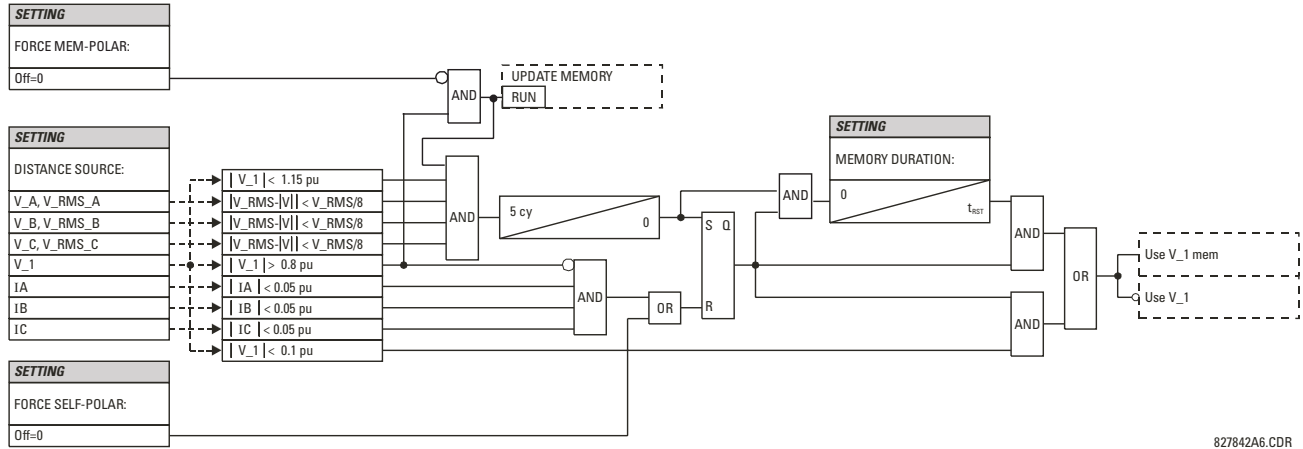 SETTING
FORCE MEM-POLAR:
Off=0
AND
UPDATE MEMORY
RUN
SETTING
DISTANCE SOURCE:
V_A, V_RMS_A
V_B, V_RMS_B
V_C, V_RMS_C
V_1
IA
IB
IC
| V_1 | < 1.15 pu
|V_RMS-|V|| < V_RMS/8
|V_RMS-|V|| < V_RMS/8
|V_RMS-|V|| < V_RMS/8
| V_1 | > 0.8 pu
| IA | < 0.05 pu
| IB | < 0.05 pu
| IC | < 0.05 pu
| V_1 | < 0.1 pu
AND
5 cy
0
AND
OR
S Q
R
AND
SETTING
MEMORY DURATION:
0
tRST
AND
AND
OR
Use V_1 mem
Use V_1
SETTING
FORCE SELF-POLAR:
Off=0
827842A6.CDR